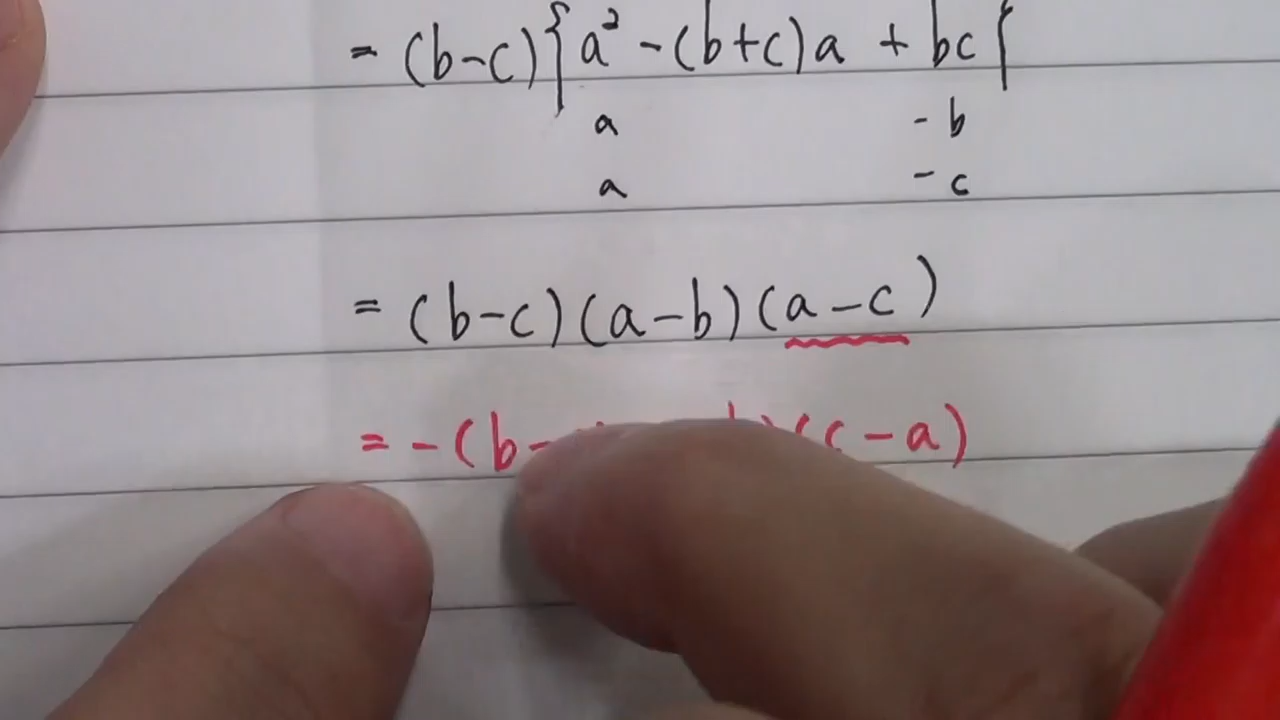 = (b-c){a² -(b+c)a + bc}
a -b
a -c
= (b-c)(a-b)(a-c)
= -(b- )(c-a)